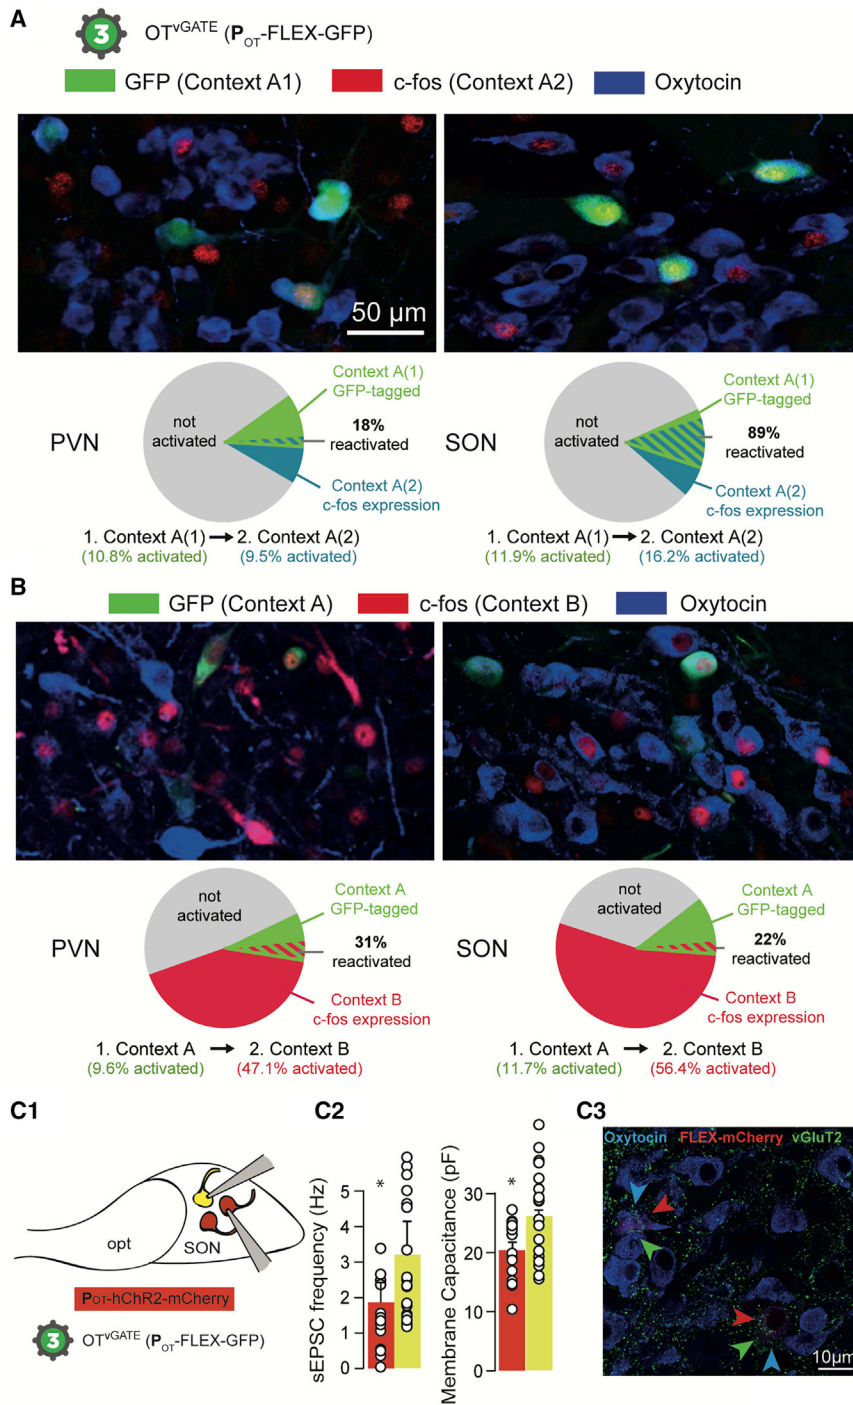 A
3
OTvGATE (POT-FLEX-GFP)
GFP (Context A1) c-fos (Context A2) Oxytocin
50 µm
PVN
not
activated
Context A(1)
GFP-tagged
18%
reactivated
Context A(2)
c-fos expression
1. Context A(1) → 2. Context A(2)
(10.8% activated) (9.5% activated)
SON
not
activated
Context A(1)
GFP-tagged
89%
reactivated
Context A(2)
c-fos expression
1. Context A(1) → 2. Context A(2)
(11.9% activated) (16.2% activated)
B
GFP (Context A) c-fos (Context B) Oxytocin
PVN
not
activated
Context A
GFP-tagged
31%
reactivated
Context B
c-fos expression
1. Context A → 2. Context B
(9.6% activated) (47.1% activated)
SON
not
activated
Context A
GFP-tagged
22%
reactivated
Context B
c-fos expression
1. Context A → 2. Context B
(11.7% activated) (56.4% activated)
C1
opt
SON
POT-hChR2-mCherry
3
OTvGATE (POT-FLEX-GFP)
C2
sEPSC frequency (Hz)
5
4
3
2
1
0
*
Membrane Capacitance (pF)
30
20
10
0
*
C3
Oxytocin FLEX-mCherry vGluT2
10µm